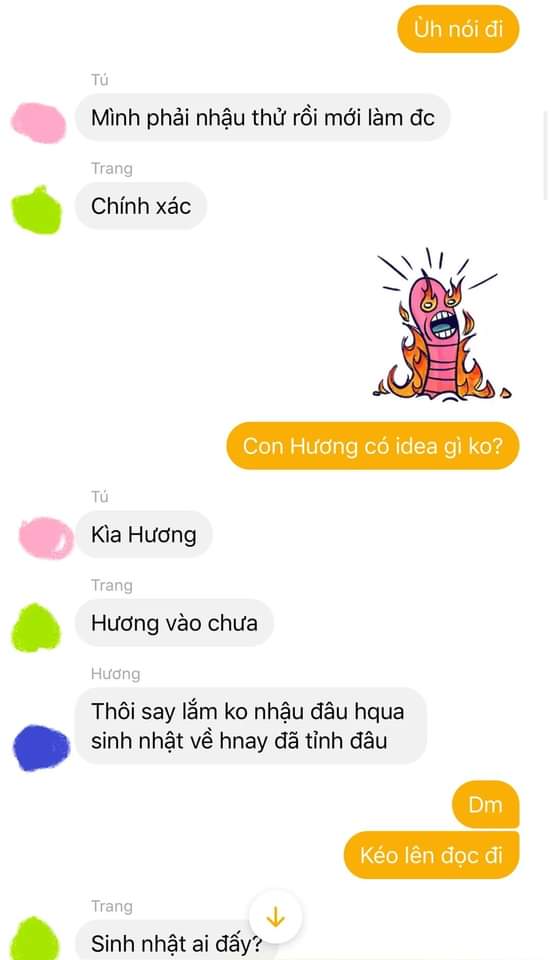 Ùh nói đi
Tú
Mình phải nhậu thử rồi mới làm đc
Trang
Chính xác
Con Hương có idea gì ko?
Tú
Kìa Hương
Trang
Hương vào chưa
Hương
Thôi say lắm ko nhậu đâu hqua
sinh nhật về hnay đã tỉnh đâu
Dm
Kéo lên đọc đi
Trang
Sinh nhật ai đấy?